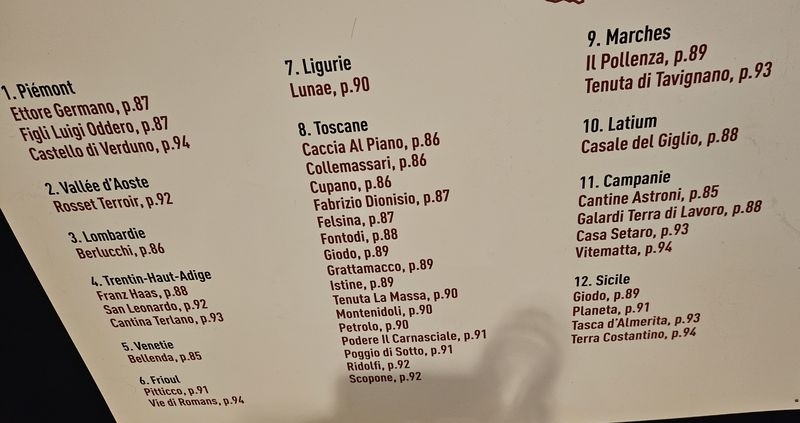 1. Piémont
Ettore Germano, p.87
Figli Luigi Oddero, p.87
Castello di Verduno, p.94
2. Vallée d'Aoste
Rosset Terroir, p.92
3. Lombardie
Berlucchi, p.86
4. Trentin-Haut-Adige
Franz Haas, p.88
San Leonardo, p.92
Cantina Terlano, p.93
5. Venetie
Bellenda, p.85
6. Frioul
Pitticco, p.91
Vie di Romans, p.94
7. Ligurie
Lunae, p.90
8. Toscane
Caccia Al Piano, p.86
Collemassari, p.86
Cupano, p.86
Fabrizio Dionisio, p.87
Felsina, p.87
Fontodi, p.88
Giodo, p.89
Grattamacco, p.89
Istine, p.89
Tenuta La Massa, p.90
Montenidoli, p.90
Petrolo, p.90
Podere Il Carnasciale, p.91
Poggio di Sotto, p.91
Ridolfi, p.92
Scopone, p.92
9. Marches
Il Pollenza, p.89
Tenuta di Tavignano, p.93
10. Latium
Casale del Giglio, p.88
11. Campanie
Cantine Astroni, p.85
Galardi Terra di Lavoro, p.88
Casa Setaro, p.93
Vitematta, p.94
12. Sicile
Giodo, p.89
Planeta, p.91
Tasca d'Almerita, p.93
Terra Costantino, p.94